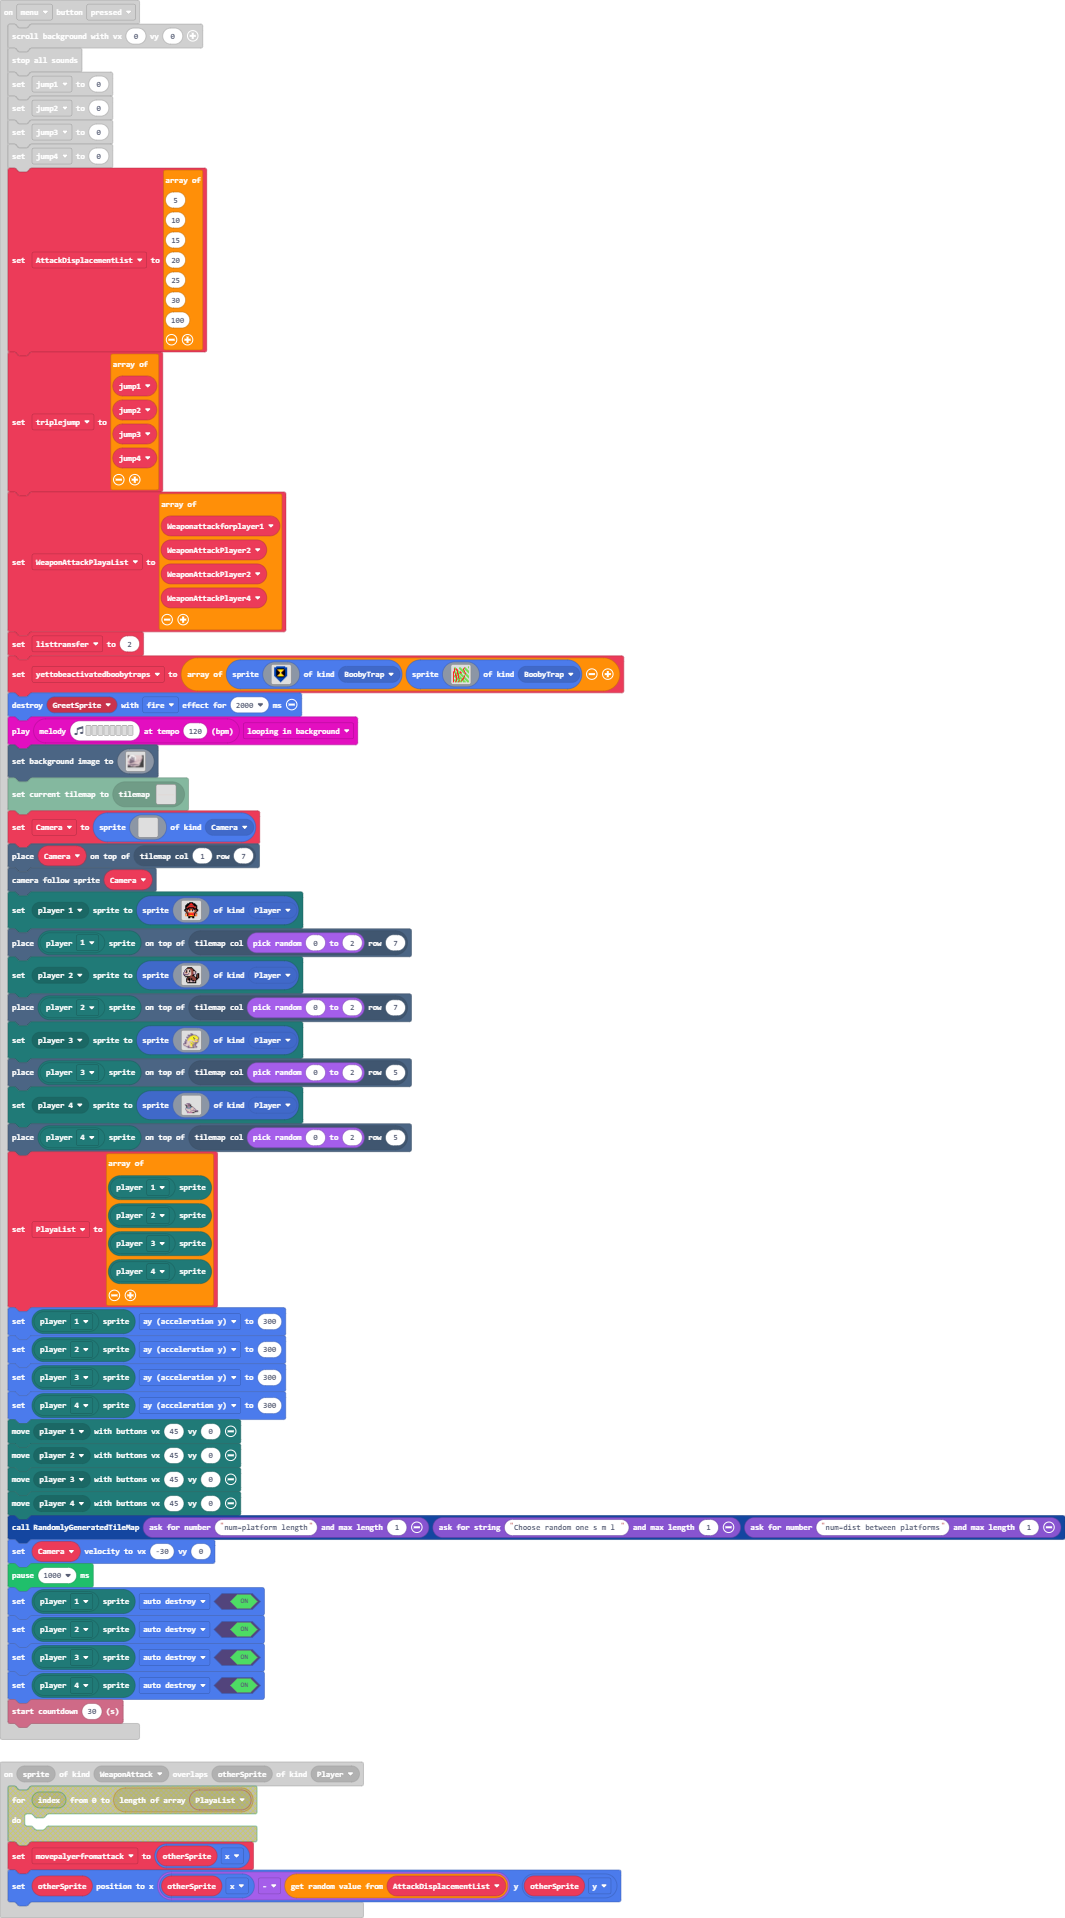 on menu button pressed
scroll background with vx 0 vy 0
stop all sounds
set jump1 to 0
set jump2 to 0
set jump3 to 0
set jump4 to 0
set AttackDisplacementList to array of
5
10
15
20
25
30
100
set triplejump to array of
jump1
jump2
jump3
jump4
set WeaponAttackPlayaList to array of
Weaponattackforplayer1
WeaponAttackPlayer2
WeaponAttackPlayer2
WeaponAttackPlayer4
set listtransfer to 2
set yettobeactivatedboobytraps to array of sprite of kind BoobyTrap sprite of kind BoobyTrap
destroy GreetSprite with fire effect for 2000 ms
play melody at tempo 120 (bpm) looping in background
set background image to
set current tilemap to tilemap
set Camera to sprite of kind Camera
place Camera on top of tilemap col 1 row 7
camera follow sprite Camera
set player 1 sprite to sprite of kind Player
place player 1 sprite on top of tilemap col pick random 0 to 2 row 7
set player 2 sprite to sprite of kind Player
place player 2 sprite on top of tilemap col pick random 0 to 2 row 7
set player 3 sprite to sprite of kind Player
place player 3 sprite on top of tilemap col pick random 0 to 2 row 5
set player 4 sprite to sprite of kind Player
place player 4 sprite on top of tilemap col pick random 0 to 2 row 5
set PlayaList to array of
player 1 sprite
player 2 sprite
player 3 sprite
player 4 sprite
set player 1 sprite ay (acceleration y) to 300
set player 2 sprite ay (acceleration y) to 300
set player 3 sprite ay (acceleration y) to 300
set player 4 sprite ay (acceleration y) to 300
move player 1 with buttons vx 45 vy 0
move player 2 with buttons vx 45 vy 0
move player 3 with buttons vx 45 vy 0
move player 4 with buttons vx 45 vy 0
call RandomlyGeneratedTileMap ask for number "num=platform length" and max length 1 ask for string "Choose random one s m l " and max length 1 ask for number "num=dist between platforms" and max length 1
set Camera velocity to vx -30 vy 0
pause 1000 ms
set player 1 sprite auto destroy ON
set player 2 sprite auto destroy ON
set player 3 sprite auto destroy ON
set player 4 sprite auto destroy ON
start countdown 30 (s)
on sprite of kind WeaponAttack overlaps otherSprite of kind Player
for index from 0 to length of array PlayaList
do
set movepalyerfromattack to otherSprite x
set otherSprite position to x otherSprite x - get random value from AttackDisplacementList y otherSprite y